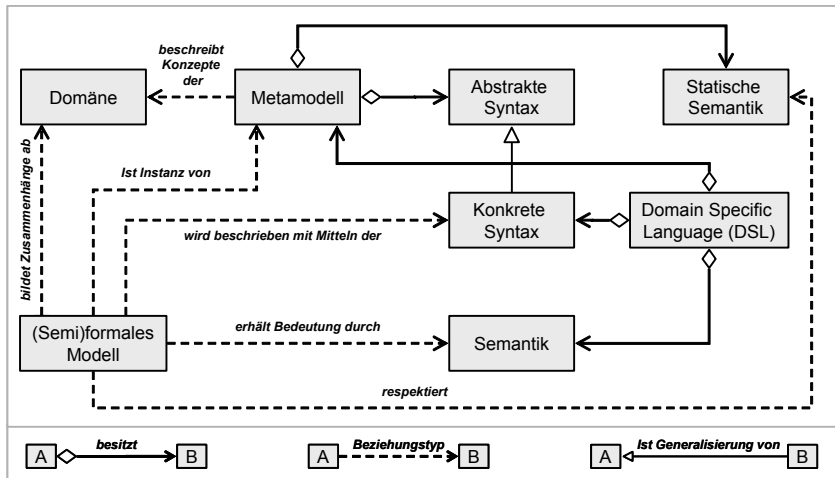 beschreibt
Konzepte
der
Domäne
Metamodell
Abstrakte
Syntax
Statische
Semantik
bildet Zusammenhänge ab
Ist Instanz von
wird beschrieben mit Mitteln der
Konkrete
Syntax
Domain Specific
Language (DSL)
(Semi)formales
Modell
erhält Bedeutung durch
Semantik
respektiert
A
besitzt
B
A
Beziehungstyp
B
A
Ist Generalisierung von
B